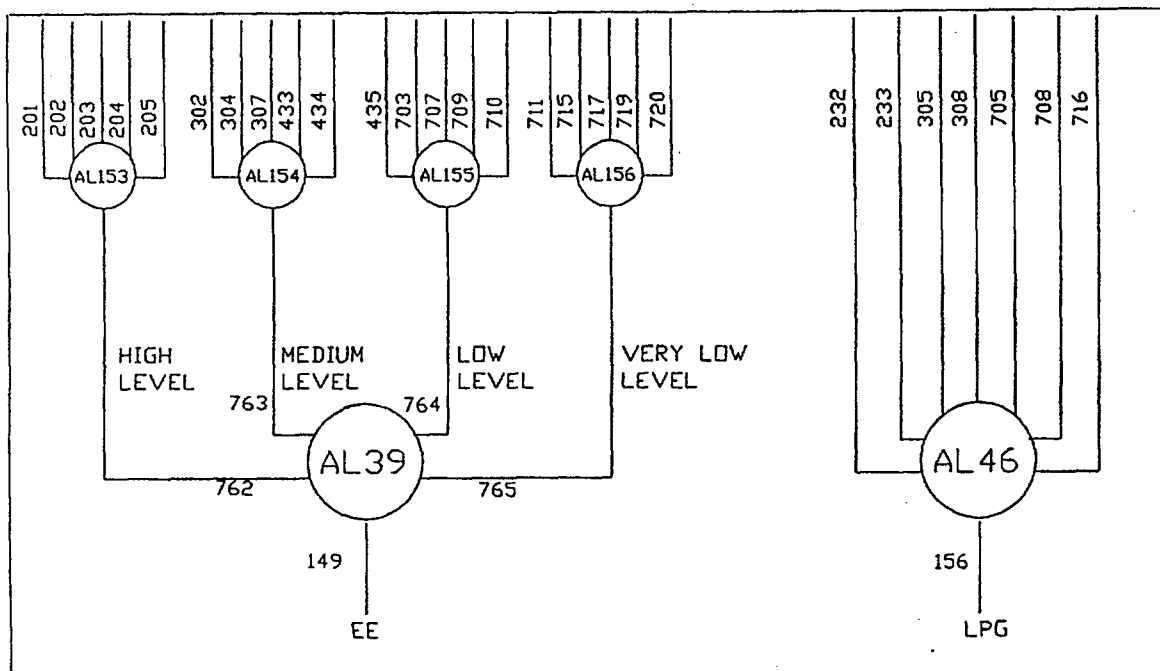 201
202
203
204
205
302
304
307
433
434
435
703
707
709
710
711
715
717
719
720
232
233
305
308
705
708
716
AL153
AL154
AL155
AL156
HIGH
LEVEL
MEDIUM
LEVEL
LOW
LEVEL
VERY LOW
LEVEL
763
764
AL39
AL46
762
765
149
156
EE
LPG